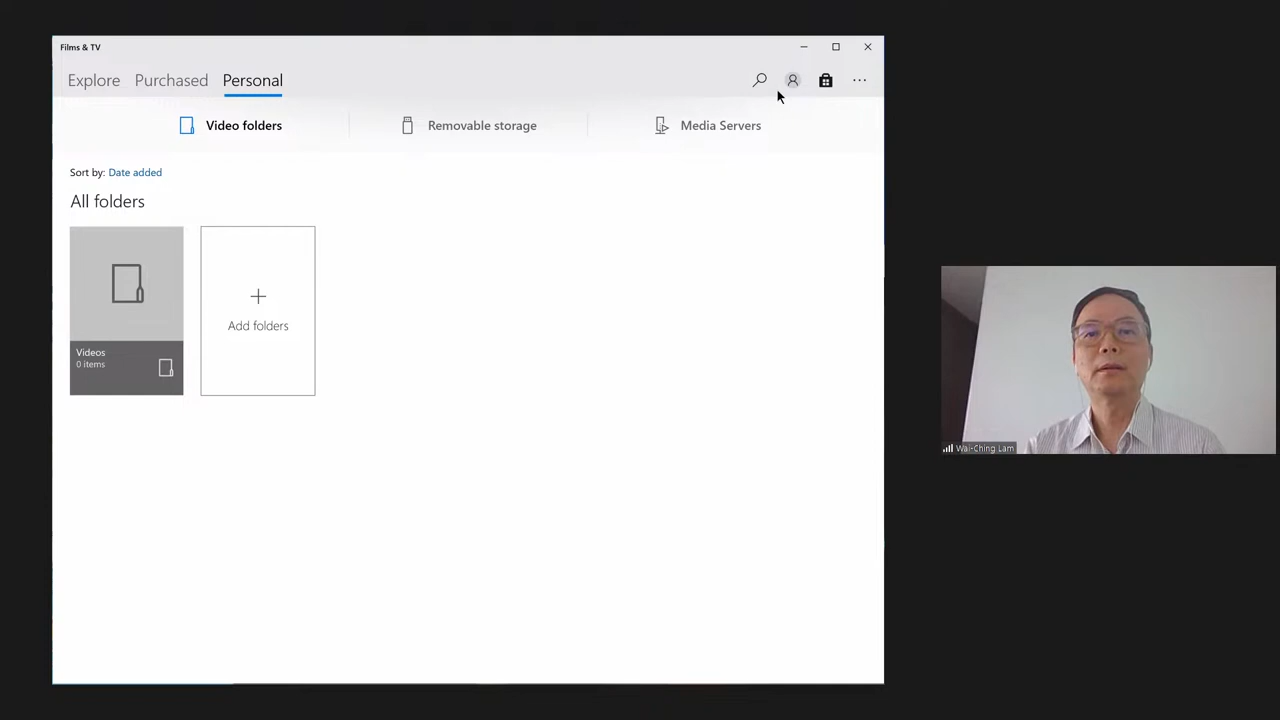 Films & TV
Explore Purchased Personal
Video folders Removable storage Media Servers
Sort by: Date added
All folders
Add folders
Videos
0 items
Wai-Ching Lam